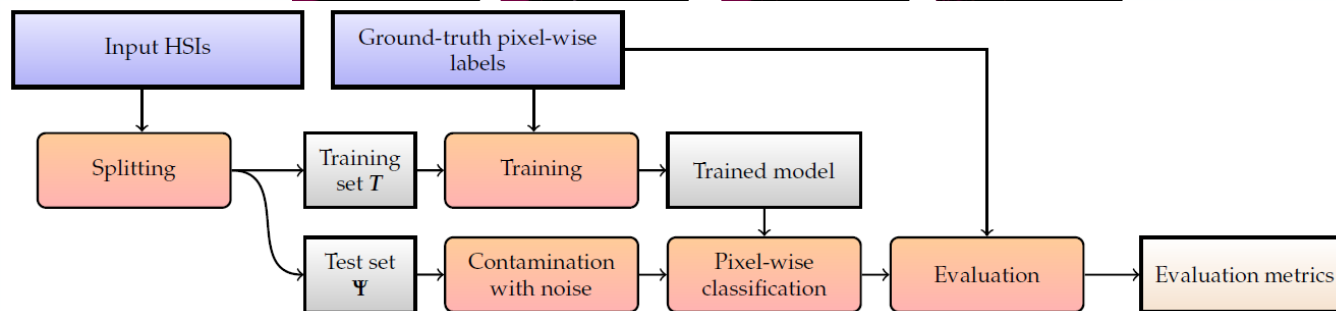 Input HSIs
Ground-truth pixel-wise
labels
Splitting
Training
set T
Training
Trained model
Test set
Ψ
Contamination
with noise
Pixel-wise
classification
Evaluation
Evaluation metrics